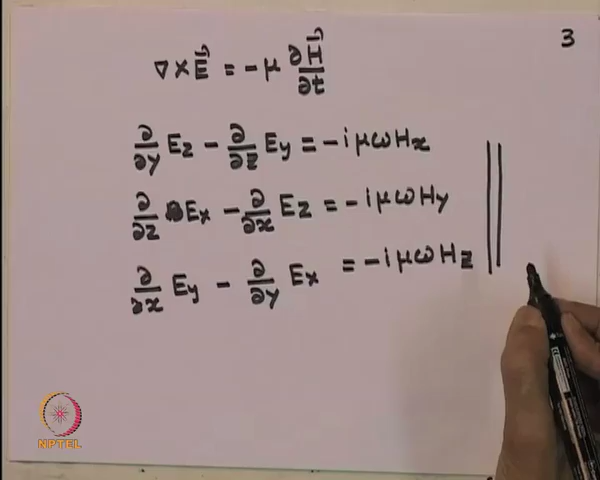 3
∇ × E⃗ = -μ ∂H⃗/∂t
∂/∂y Ez - ∂/∂z Ey = -iμωHx
∂/∂z Ex - ∂/∂x Ez = -iμωHy
∂/∂x Ey - ∂/∂y Ex = -iμωHz
NPTEL